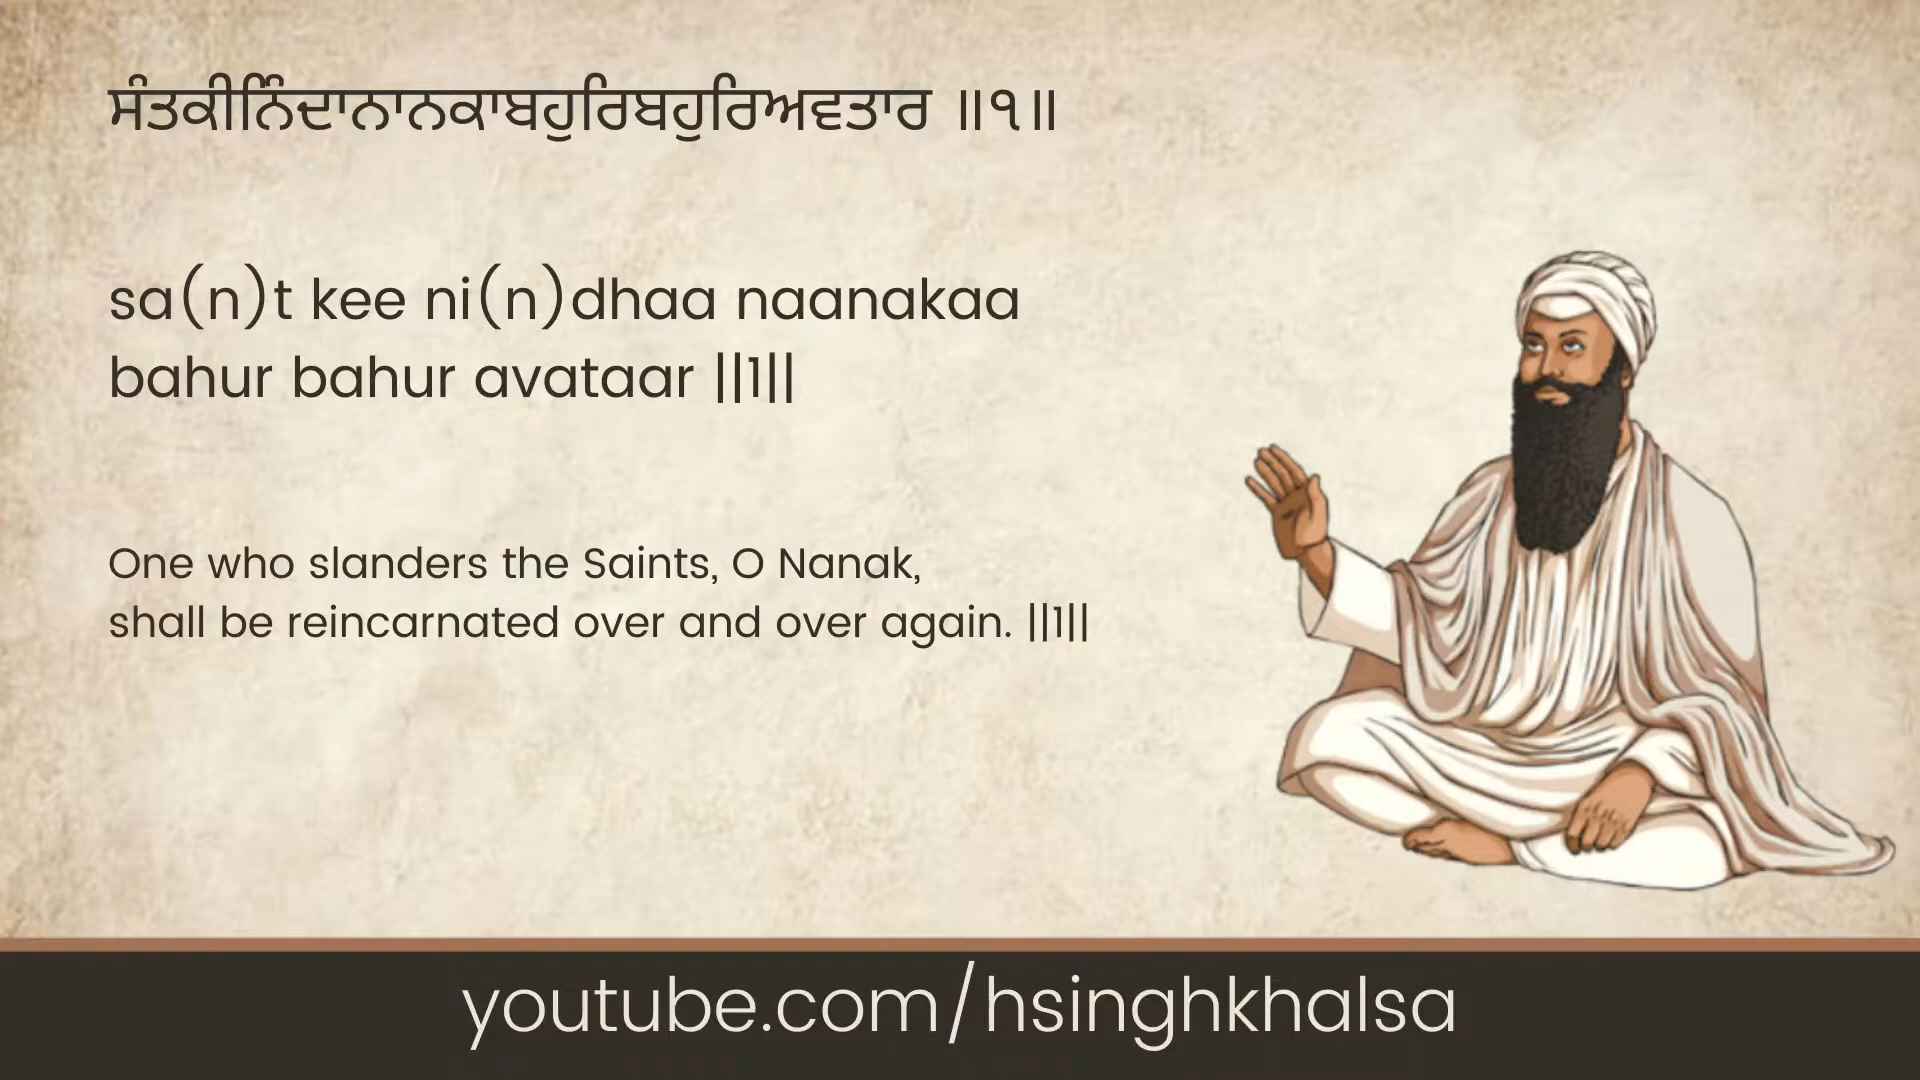 ਸੰਤਕੀਨਿੰਦਾਨਾਨਕਾਬਹੁਰਿਬਹੁਰਿਅਵਤਾਰ ॥੧॥
sa(n)t kee ni(n)dhaa naanakaa
bahur bahur avataar ||1||
One who slanders the Saints, O Nanak,
shall be reincarnated over and over again. ||1||
youtube.com/hsinghkhalsa